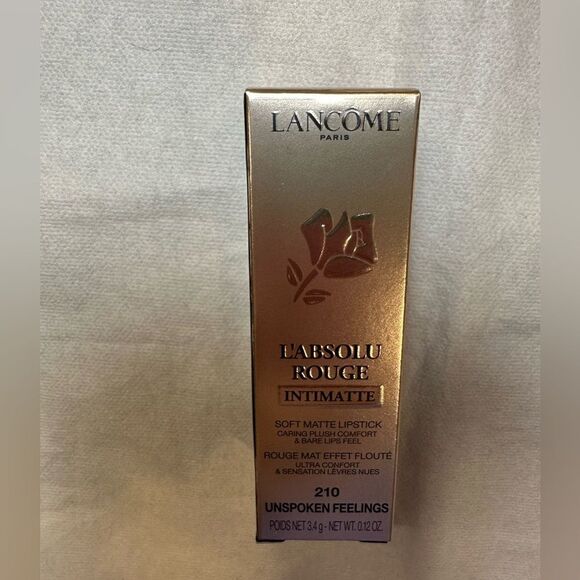 LANCÔME
PARIS
R
L'ABSOLU
ROUGE
INTIMATTE
SOFT MATTE LIPSTICK
CARING PLUSH COMFORT
& BARE LIPS FEEL
ROUGE MAT EFFET FLOUTÉ
ULTRA CONFORT
& SENSATION LÈVRES NUES
210
UNSPOKEN FEELINGS
POIDS NET 3.4 g - NET WT. 0.12 OZ.